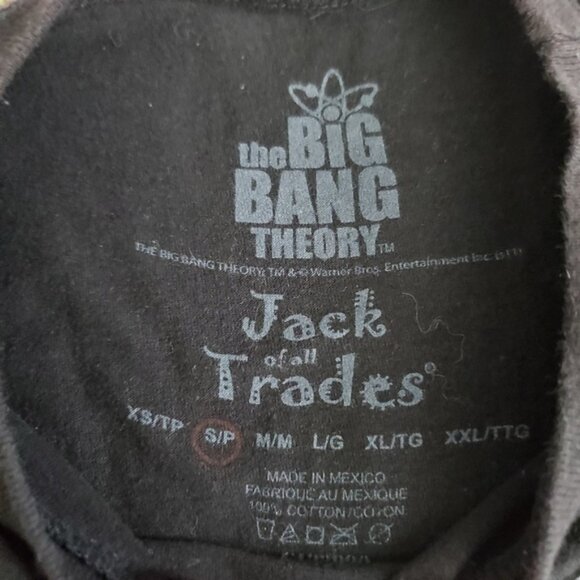 the BiG
BANG
THEORY™
THE BIG BANG THEORY: TM & © Warner Bros. Entertainment Inc. (s11)
Jack
of all
Trades®
XS/TP S/P M/M L/G XL/TG XXL/TTG
MADE IN MEXICO
FABRIQUÉ AU MEXIQUE
100% COTTON/COTON